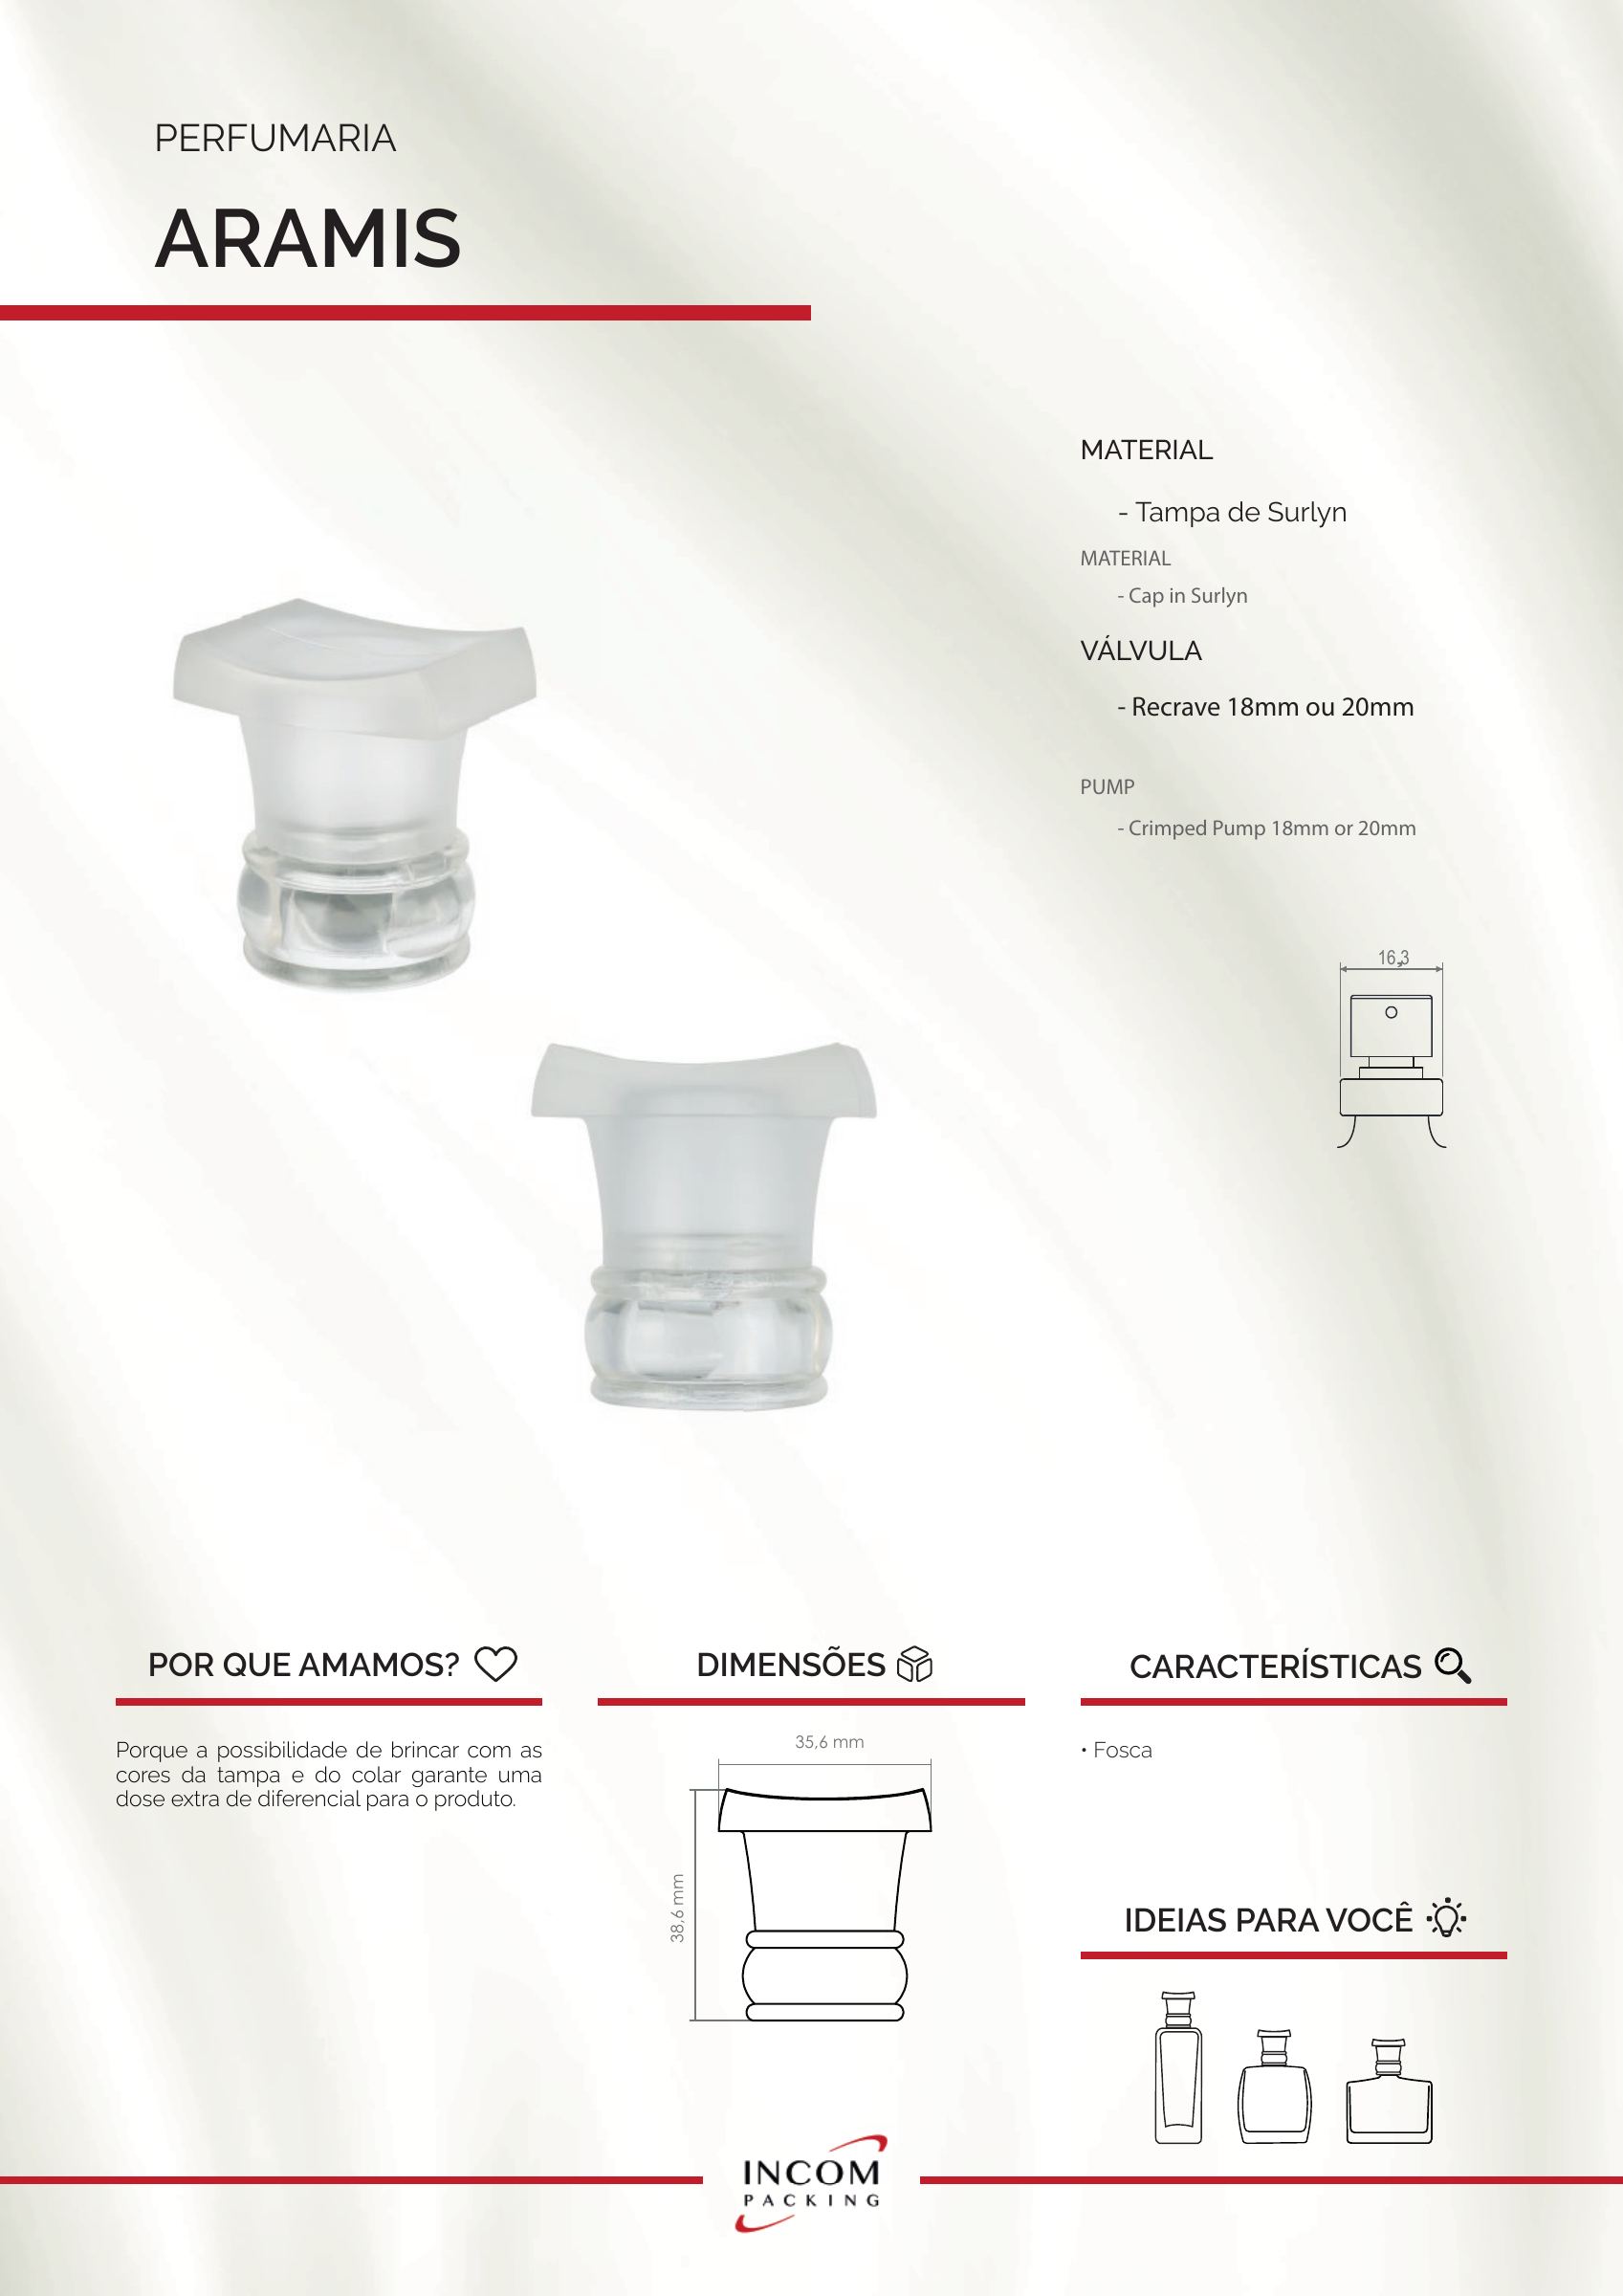 PERFUMARIA
ARAMIS
MATERIAL
- Tampa de Surlyn
MATERIAL
- Cap in Surlyn
VÁLVULA
- Recrave 18mm ou 20mm
PUMP
- Crimped Pump 18mm or 20mm
16,3
POR QUE AMAMOS?
Porque a possibilidade de brincar com as
cores da tampa e do colar garante uma
dose extra de diferencial para o produto.
DIMENSÕES
35,6 mm
38,6 mm
CARACTERÍSTICAS
• Fosca
IDEIAS PARA VOCÊ
INCOM
PACKING